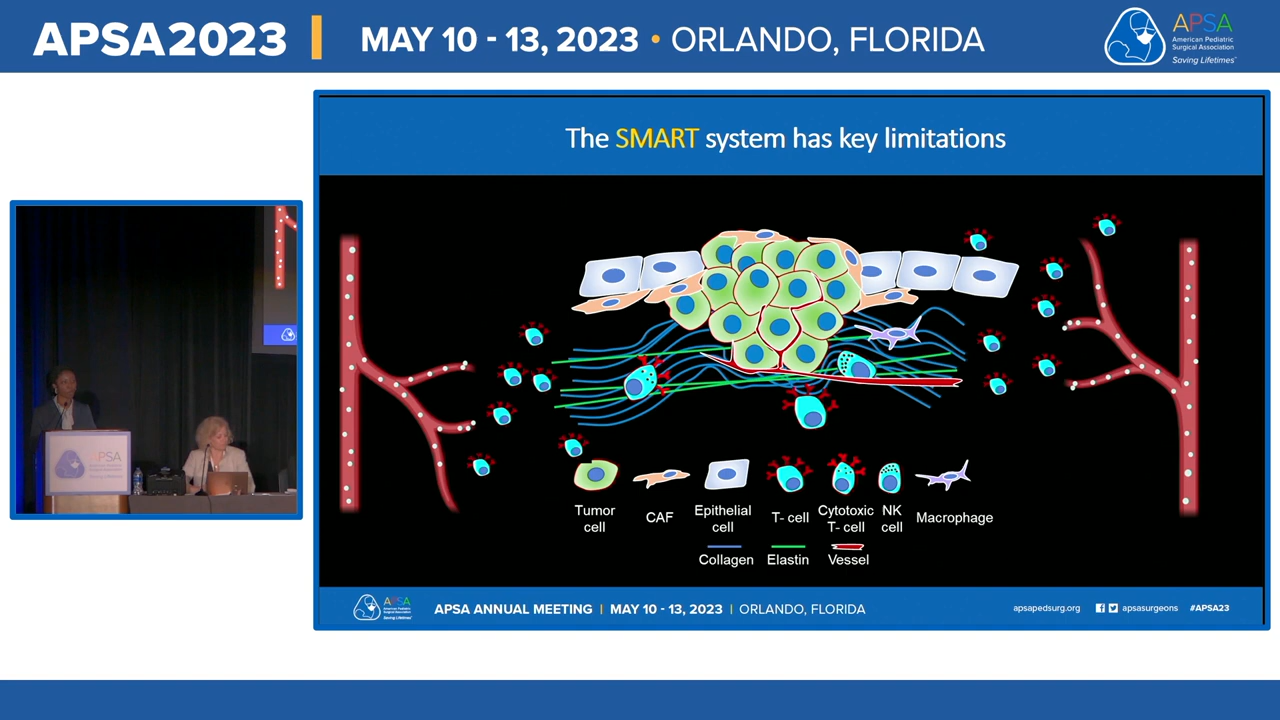 APSA2023
MAY 10 - 13, 2023 • ORLANDO, FLORIDA
APSA
American Pediatric
Surgical Association
Saving Lifetimes
The SMART system has key limitations
Tumor
cell
CAF
Epithelial
cell
T- cell
Cytotoxic
T- cell
NK
cell
Macrophage
Collagen
Elastin
Vessel
APSA
APSA
APSA ANNUAL MEETING | MAY 10 - 13, 2023 | ORLANDO, FLORIDA
apsapedsurg.org
apsasurgeons
#APSA23